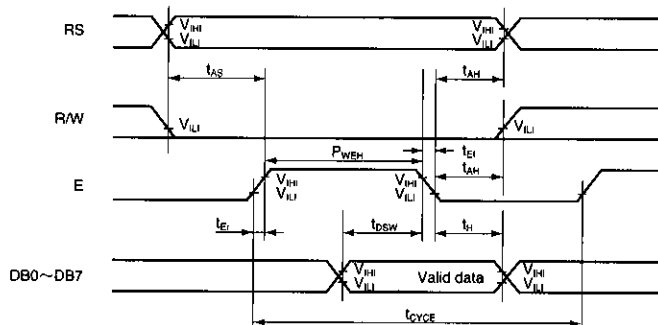 RS
VIHI
VILI
VIHI
VILI
tAS
tAH
R/W
VILI
VILI
PWEH
tEf
tAH
E
VIHI
VILI
VIHI
VILI
tEr
tDSW
tH
DB0~DB7
VIHI
VILI
Valid data
VIHI
VILI
tCYCE